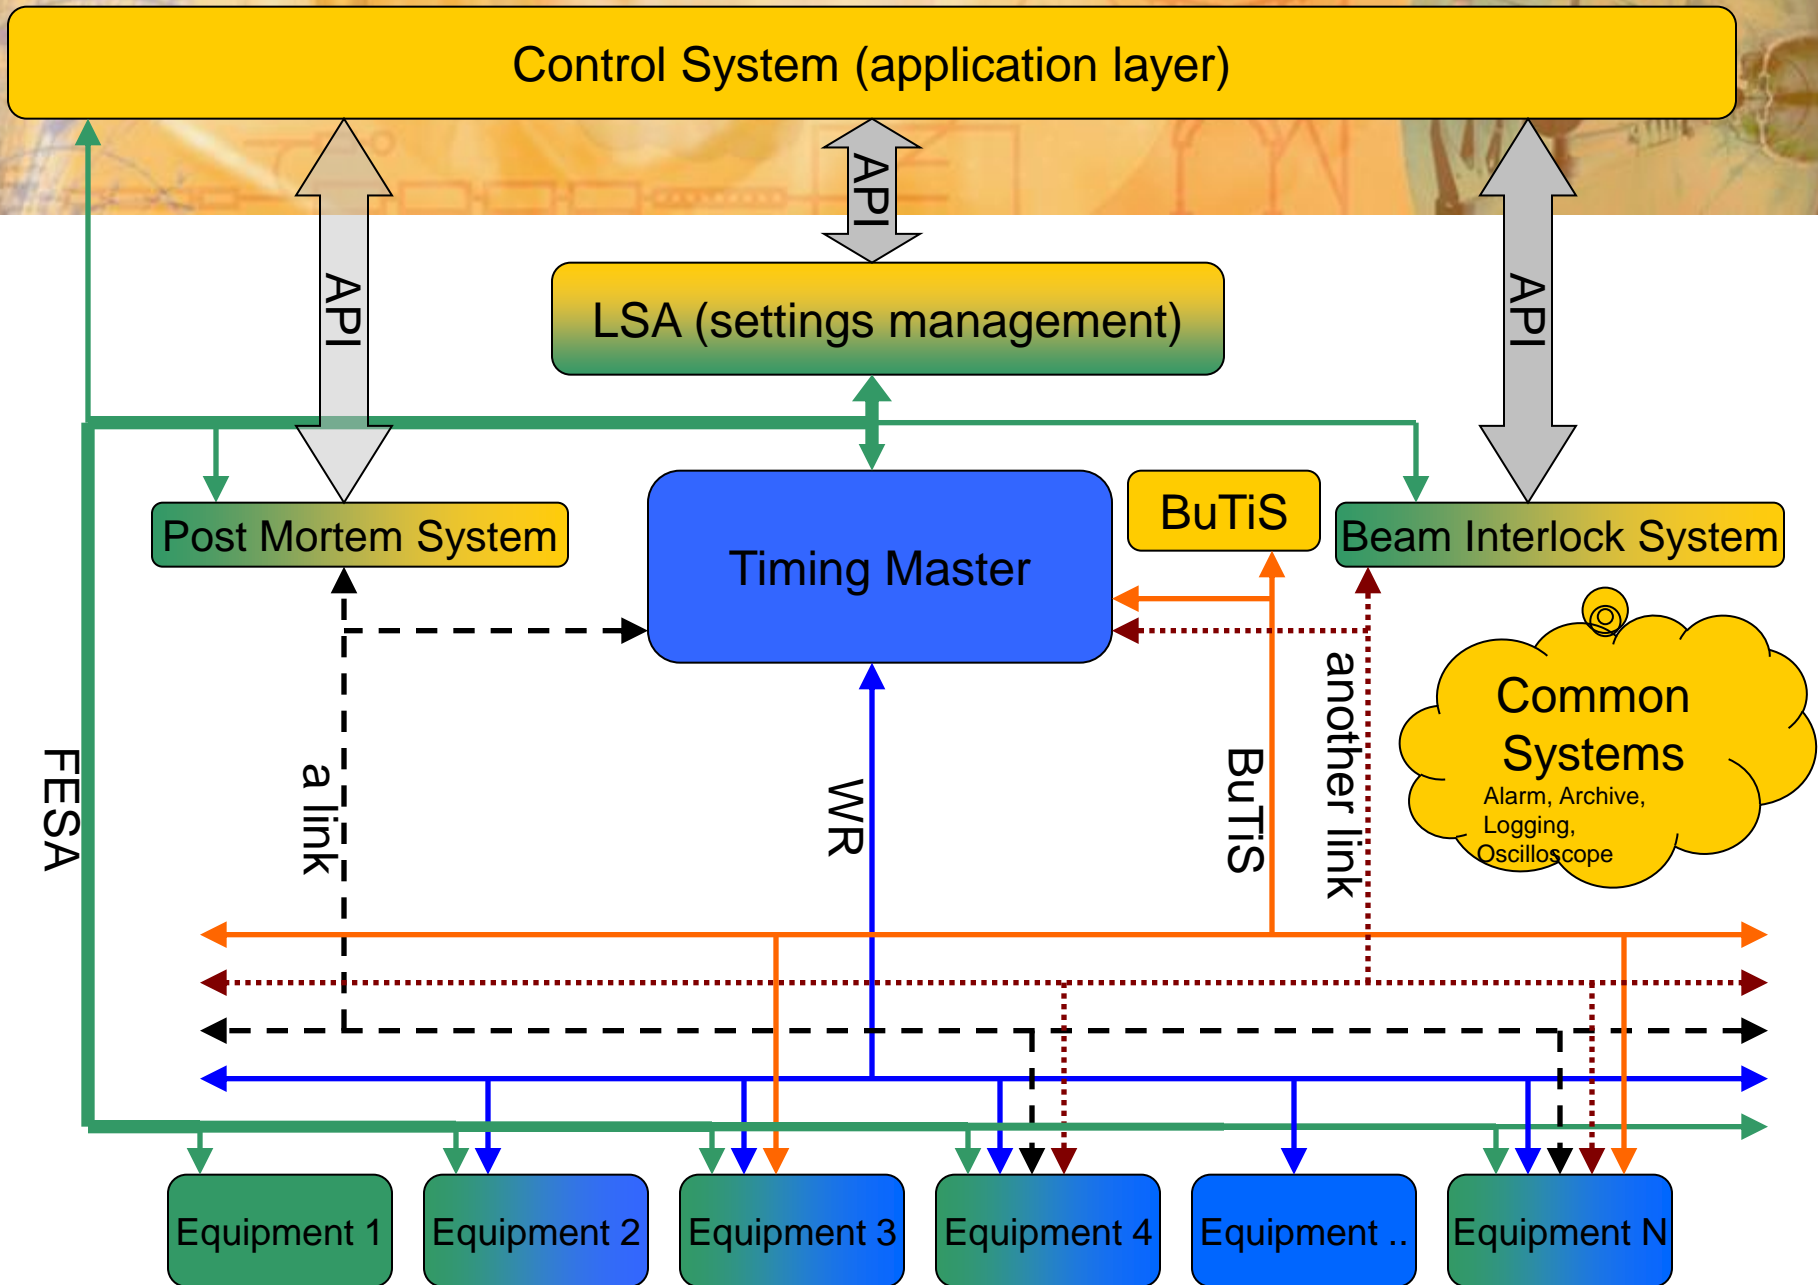 Control System (application layer)
API
API
API
LSA (settings management)
Post Mortem System
Timing Master
BuTiS
Beam Interlock System
Common
Systems
Alarm, Archive,
Logging,
Oscilloscope
FESA
a link
WR
BuTiS
another link
Equipment 1
Equipment 2
Equipment 3
Equipment 4
Equipment ..
Equipment N